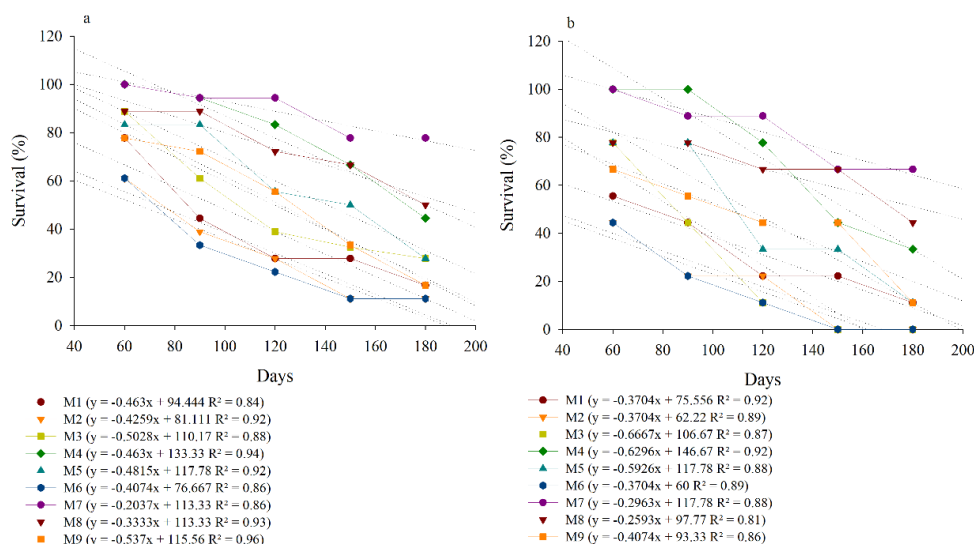 a
120
100
80
60
40
20
0
Survival (%)
40 60 80 100 120 140 160 180 200
Days
M1 (y = -0.463x + 94.444 R² = 0.84)
M2 (y = -0.4259x + 81.111 R² = 0.92)
M3 (y = -0.5028x + 110.17 R² = 0.88)
M4 (y = -0.463x + 133.33 R² = 0.94)
M5 (y = -0.4815x + 117.78 R² = 0.92)
M6 (y = -0.4074x + 76.667 R² = 0.86)
M7 (y = -0.2037x + 113.33 R² = 0.86)
M8 (y = -0.3333x + 113.33 R² = 0.93)
M9 (y = -0.537x + 115.56 R² = 0.96)
b
120
100
80
60
40
20
0
Survival (%)
40 60 80 100 120 140 160 180 200
Days
M1 (y = -0.3704x + 75.556 R² = 0.92)
M2 (y = -0.3704x + 62.22 R² = 0.89)
M3 (y = -0.6667x + 106.67 R² = 0.87)
M4 (y = -0.6296x + 146.67 R² = 0.92)
M5 (y = -0.5926x + 117.78 R² = 0.88)
M6 (y = -0.3704x + 60 R² = 0.89)
M7 (y = -0.2963x + 117.78 R² = 0.88)
M8 (y = -0.2593x + 97.77 R² = 0.81)
M9 (y = -0.4074x + 93.33 R² = 0.86)